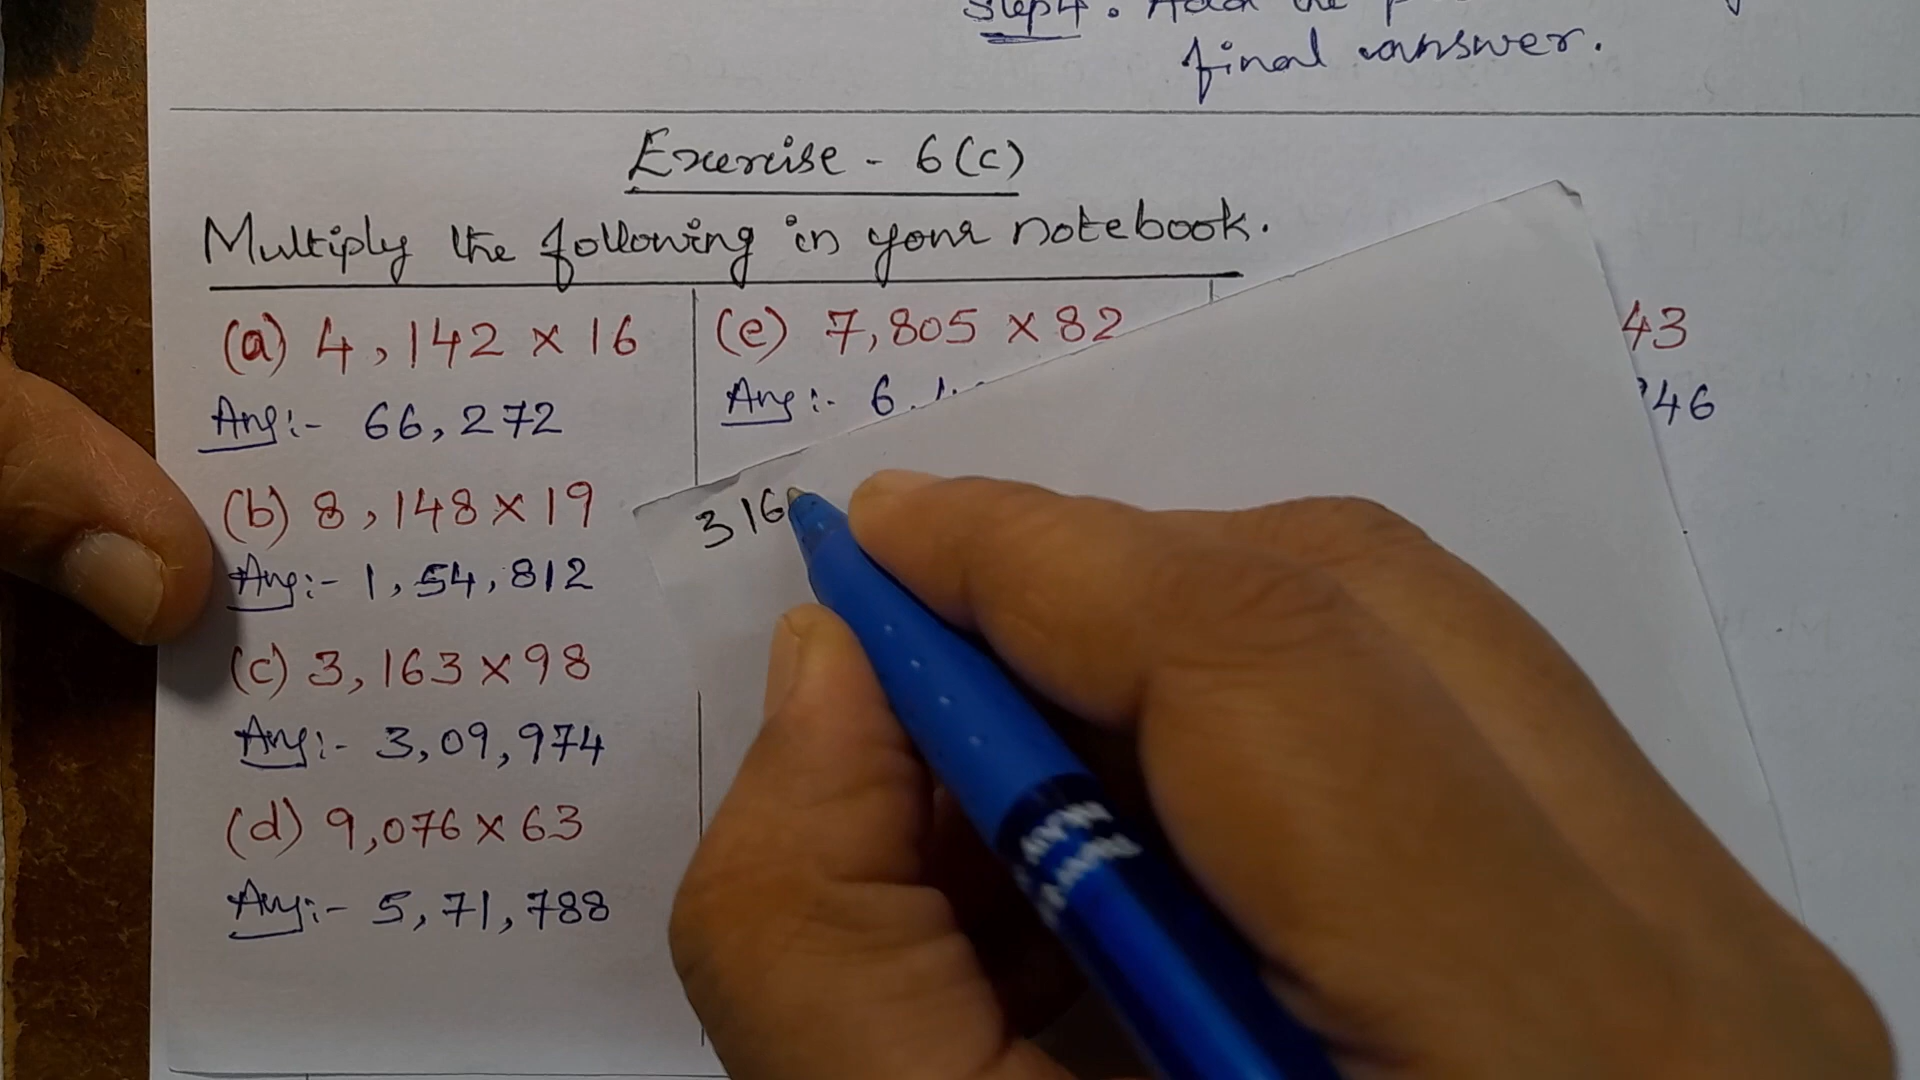 Step4.
final answer.
Exercise - 6(c)
Multiply the following in your notebook.
(a) 4,142 × 16
Ans:- 66,272
(b) 8,148 × 19
Ans:- 1,54,812
(c) 3,163 × 98
Ans:- 3,09,974
(d) 9,076 × 63
Ans:- 5,71,788
(e) 7,805 × 82
Ans:- 6
43
46
316